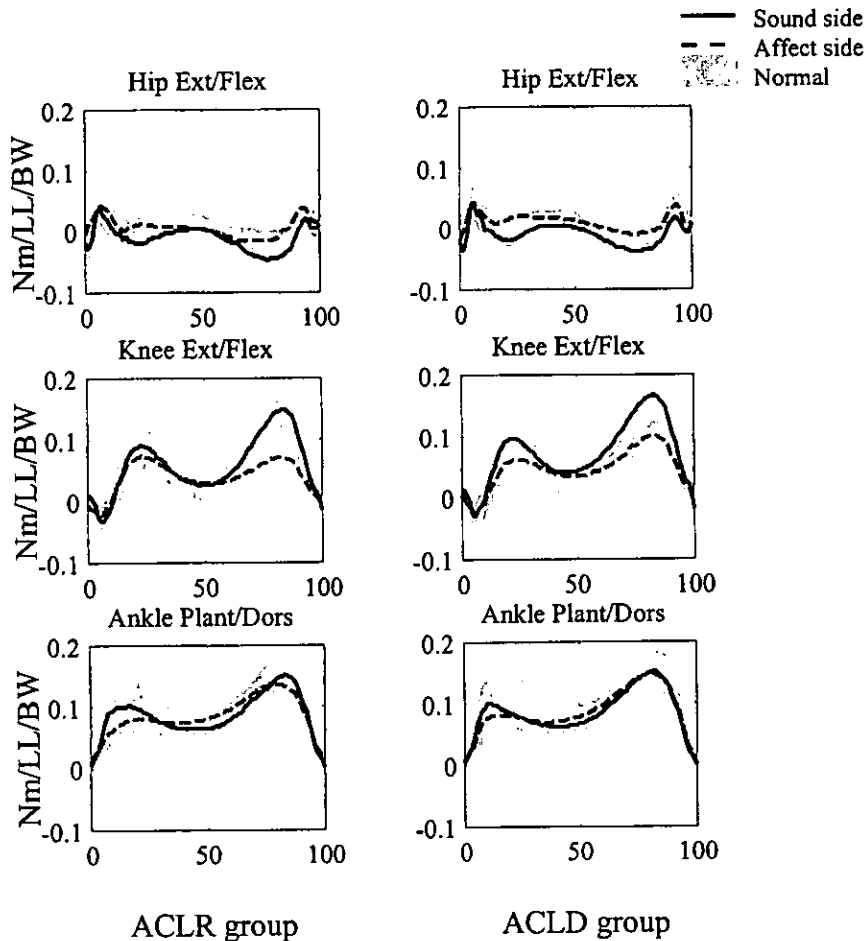 Sound side
Affect side
Normal
Hip Ext/Flex
Hip Ext/Flex
Nm/LL/BW
0.2
0.1
0
-0.1
0 100
0.2
0.1
0
-0.1
0 100
Knee Ext/Flex
Knee Ext/Flex
Nm/LL/BW
0.2
0.1
0
-0.1
0 50 100
0.2
0.1
0
-0.1
0 50 100
Ankle Plant/Dors
Ankle Plant/Dors
Nm/LL/BW
0.2
0.1
0
-0.1
0 50 100
0.2
0.1
0
-0.1
0 50 100
ACLR group
ACLD group